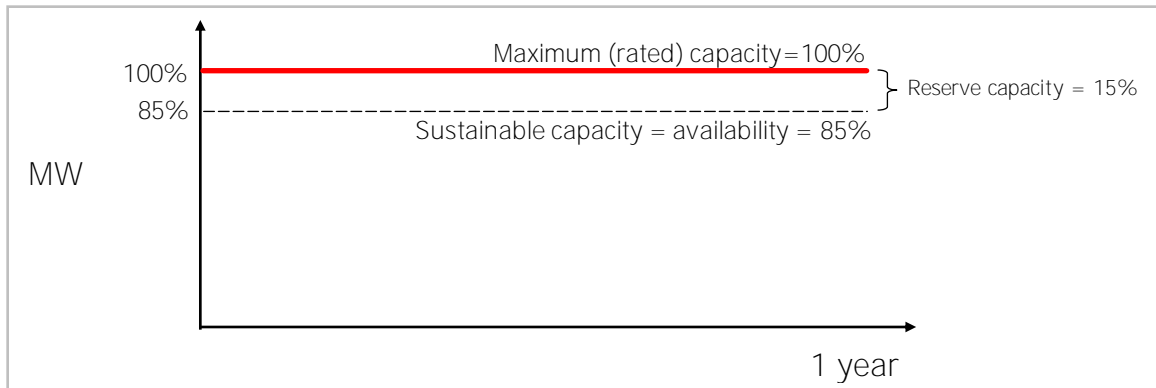 Maximum (rated) capacity=100%
100%
Reserve capacity = 15%
85%
Sustainable capacity = availability = 85%
MW
1 year